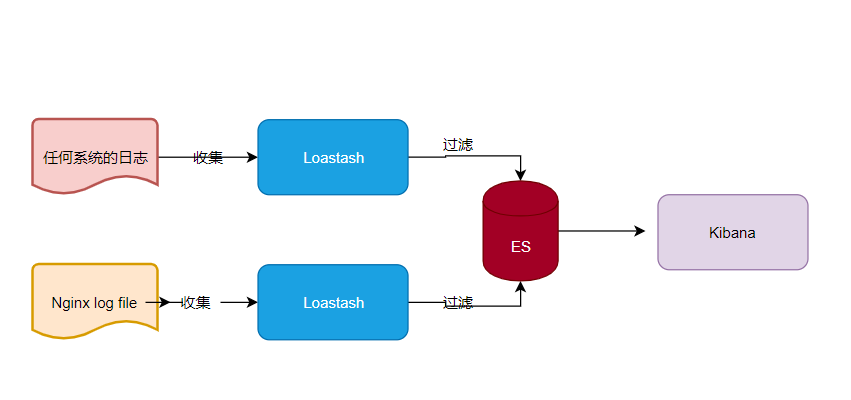 任何系统的日志
收集
Loastash
过滤
ES
Kibana
Nginx log file
收集
Loastash
过滤